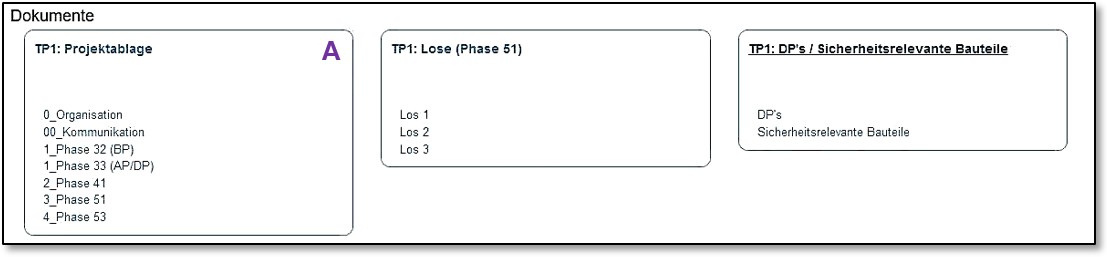 Dokumente
TP1: Projektablage
A
0_Organisation
00_Kommunikation
1_Phase 32 (BP)
1_Phase 33 (AP/DP)
2_Phase 41
3_Phase 51
4_Phase 53
TP1: Lose (Phase 51)
Los 1
Los 2
Los 3
TP1: DP's / Sicherheitsrelevante Bauteile
DP's
Sicherheitsrelevante Bauteile